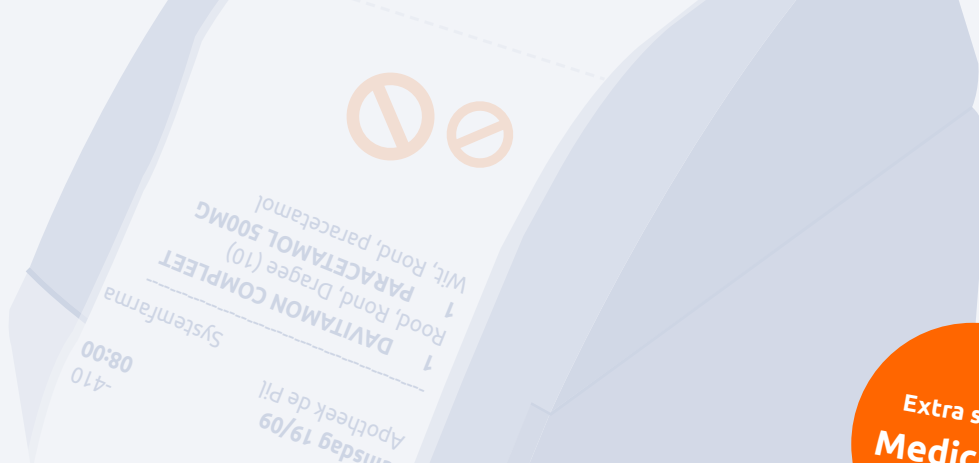 -410
insdag 19/09 08:00
Apotheek de Pil Systemfarma
1 DAVITAMON COMPLEET
Rood, Rond, Dragee (10)
1 PARACETAMOL 500MG
Wit, Rond, paracetamol
Extra